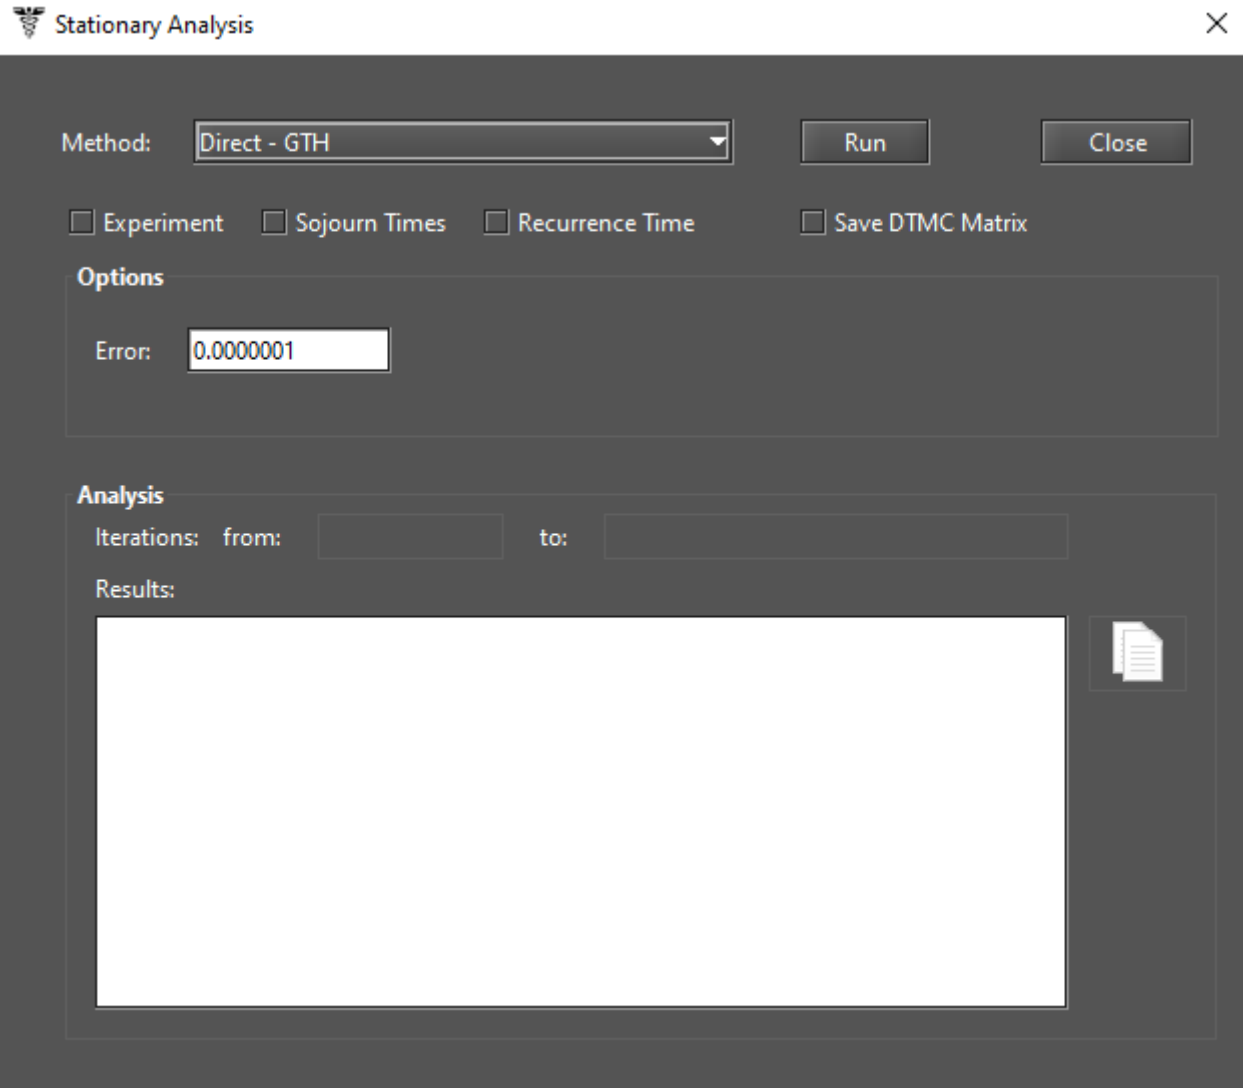 Stationary Analysis
Method: Direct - GTH Run Close
Experiment Sojourn Times Recurrence Time Save DTMC Matrix
Options
Error: 0.0000001
Analysis
Iterations: from: to:
Results: